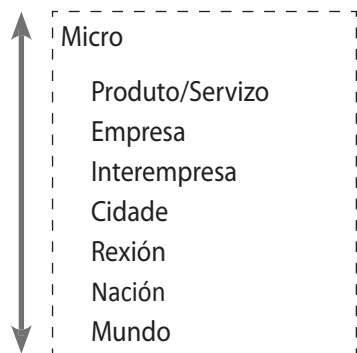 Micro
Produto/Servizo
Empresa
Interempresa
Cidade
Rexión
Nación
Mundo